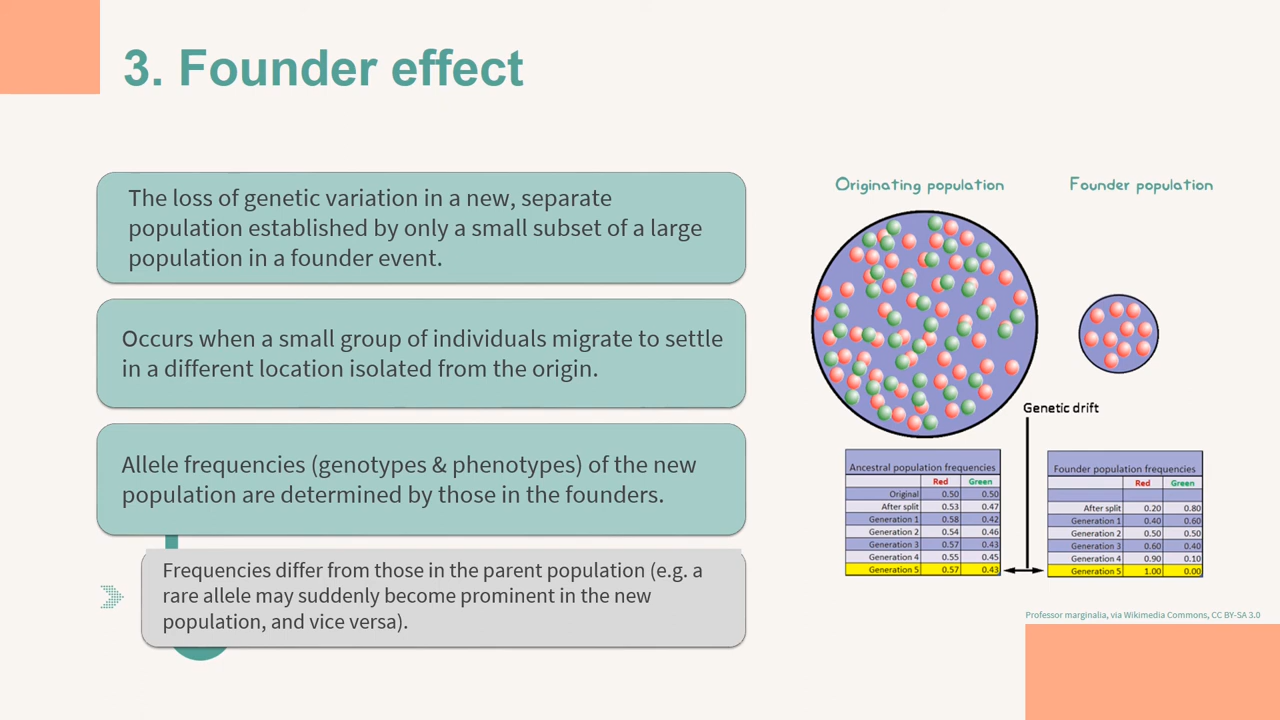 3. Founder effect
The loss of genetic variation in a new, separate
population established by only a small subset of a large
population in a founder event.
Occurs when a small group of individuals migrate to settle
in a different location isolated from the origin.
Allele frequencies (genotypes & phenotypes) of the new
population are determined by those in the founders.
Frequencies differ from those in the parent population (e.g. a
rare allele may suddenly become prominent in the new
population, and vice versa).
Originating population
Founder population
Genetic drift
Ancestral population frequencies
Red Green
Original 0.50 0.50
After split 0.53 0.47
Generation 1 0.58 0.42
Generation 2 0.54 0.46
Generation 3 0.57 0.43
Generation 4 0.55 0.45
Generation 5 0.57 0.43
Founder population frequencies
Red Green
After split 0.20 0.80
Generation 1 0.40 0.60
Generation 2 0.50 0.50
Generation 3 0.60 0.40
Generation 4 0.90 0.10
Generation 5 1.00 0.00
Professor marginalia, via Wikimedia Commons, CC BY-SA 3.0